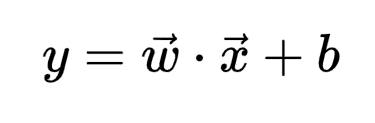 y = w⃗ · x⃗ + b